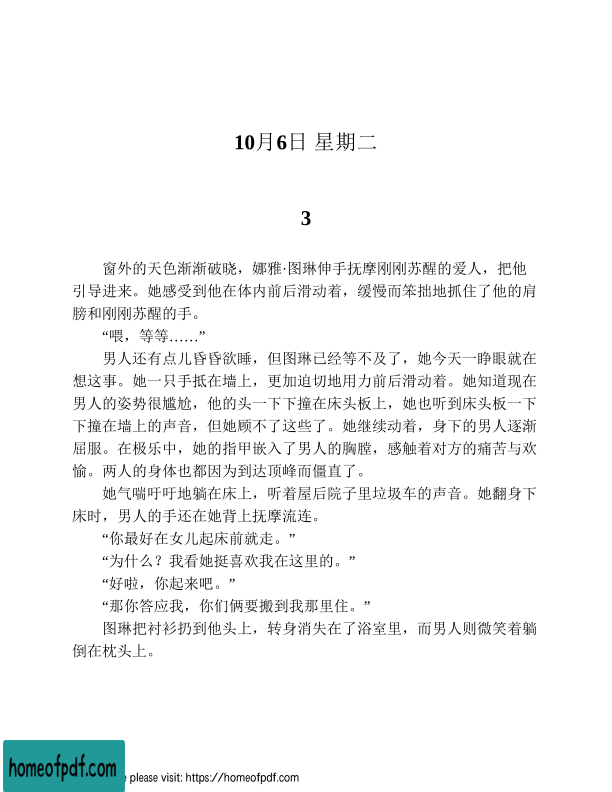 10月6日 星期二
3
窗外的天色渐渐破晓，娜雅·图琳伸手抚摩刚刚苏醒的爱人，把他
引导进来。她感受到他在体内前后滑动着，缓慢而笨拙地抓住了他的肩
膀和刚刚苏醒的手。
“喂，等等……”
男人还有点儿昏昏欲睡，但图琳已经等不及了，她今天一睁眼就在
想这事。她一只手抵在墙上，更加迫切地用力前后滑动着。她知道现在
男人的姿势很尴尬，他的头一下下撞在床头板上，她也听到床头板一下
下撞在墙上的声音，但她顾不了这些了。她继续动着，身下的男人逐渐
屈服。在极乐中，她的指甲嵌入了男人的胸膛，感触着对方的痛苦与欢
愉。两人的身体也都因为到达顶峰而僵直了。
她气喘吁吁地躺在床上，听着屋后院子里垃圾车的声音。她翻身下
床时，男人的手还在她背上抚摩流连。
“你最好在女儿起床前就走。”
“为什么？我看她挺喜欢我在这里的。”
“好啦，你起来吧。”
“那你答应我，你们俩要搬到我那里住。”
图琳把衬衫扔到他头上，转身消失在了浴室里，而男人则微笑着躺
倒在枕头上。
homeofpdf.com
e please visit: https://homeofpdf.com